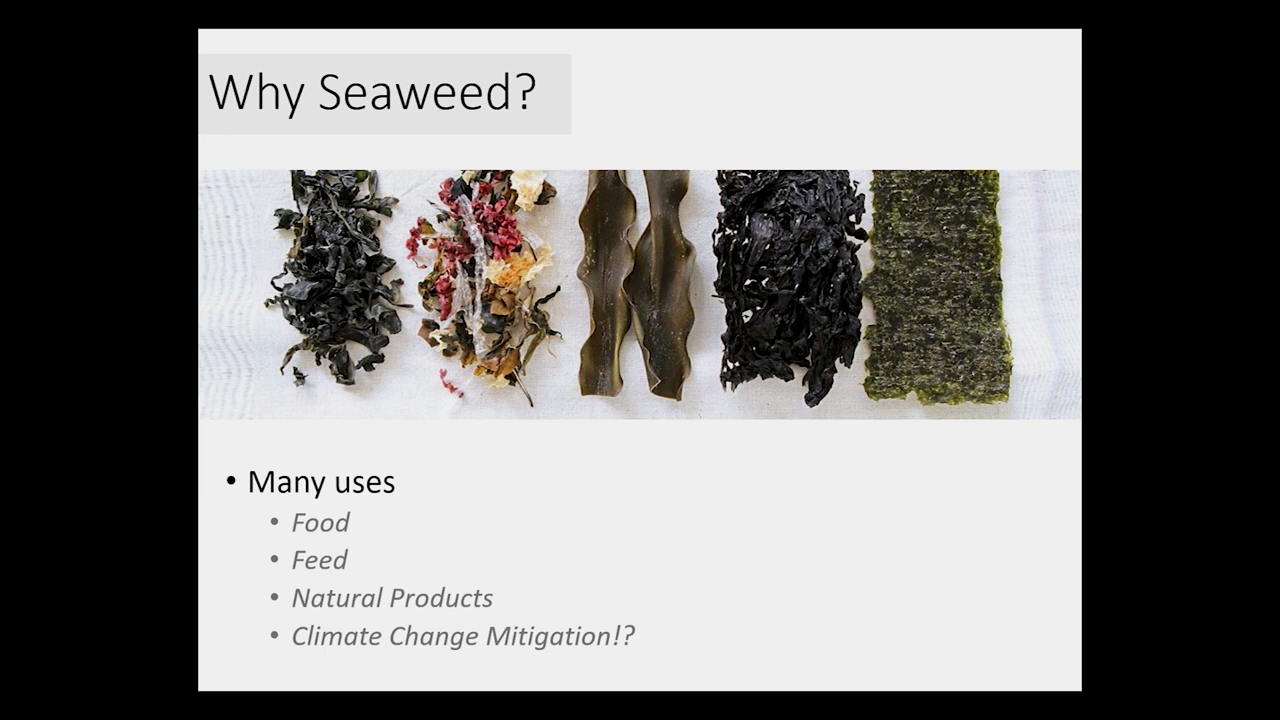 Why Seaweed?
• Many uses
• Food
• Feed
• Natural Products
• Climate Change Mitigation!?